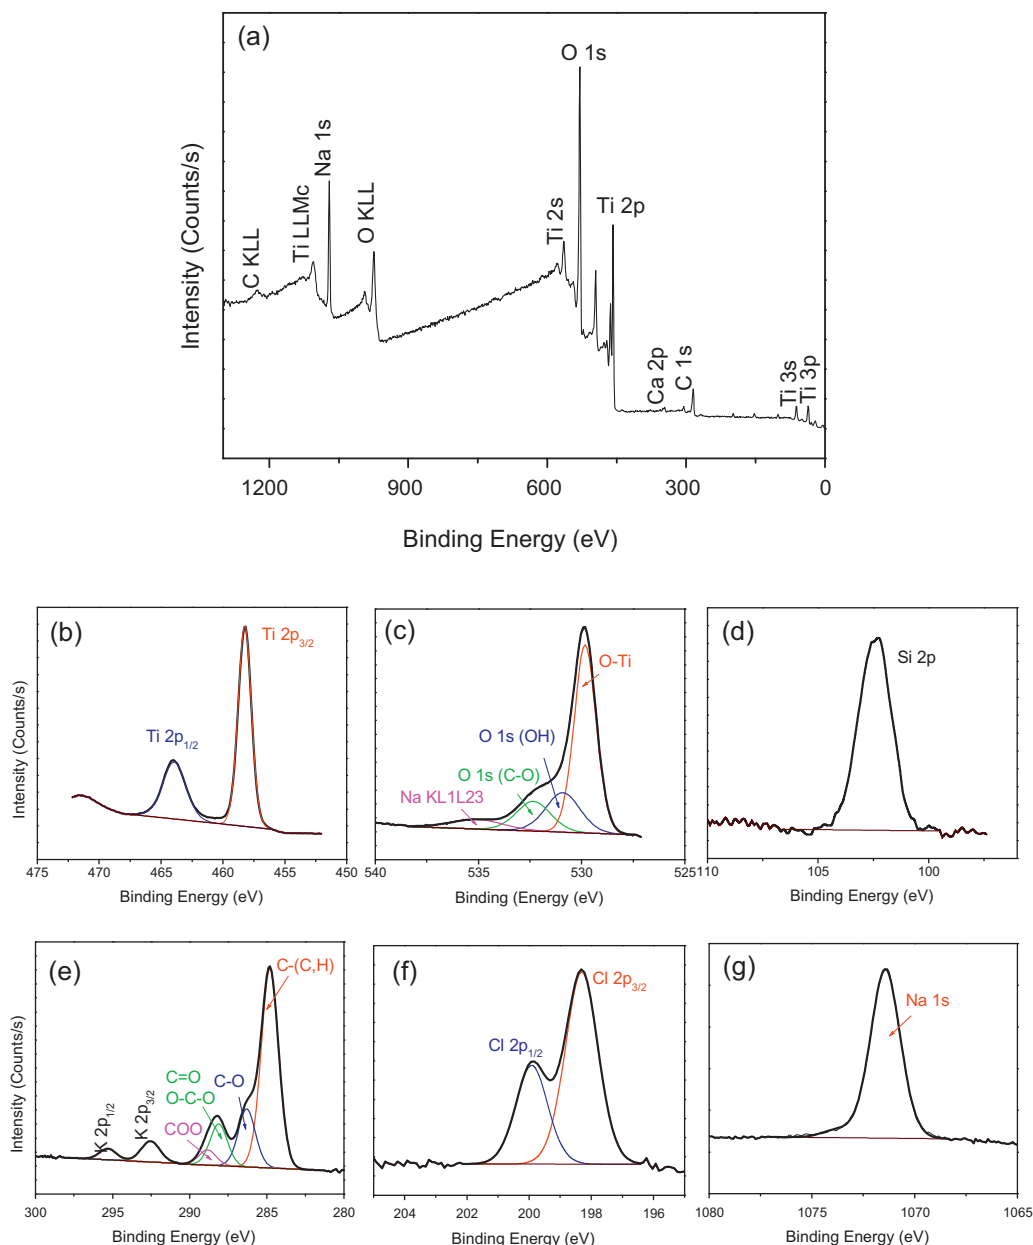 (a)
O 1s
Na 1s
Ti 2s
Ti 2p
Ti LLMc
O KLL
C KLL
Ca 2p
C 1s
Ti 3s
Ti 3p
Intensity (Counts/s)
1200 900 600 300 0
Binding Energy (eV)
(b)
Ti 2p3/2
Ti 2p1/2
Intensity (Counts/s)
475 470 465 460 455 450
Binding Energy (eV)
(c)
O-Ti
O 1s (OH)
O 1s (C-O)
Na KL1L23
540 535 530 525
Binding (Energy (eV)
(d)
Si 2p
110 105 100
Binding Energy (eV)
(e)
C-(C,H)
C=O
O-C-O
C-O
COO
K 2p3/2
K 2p1/2
Intensity (Counts/s)
300 295 290 285 280
Binding Energy (eV)
(f)
Cl 2p3/2
Cl 2p1/2
204 202 200 198 196
Binding Energy (eV)
(g)
Na 1s
1080 1075 1070 1065
Binding Energy (eV)